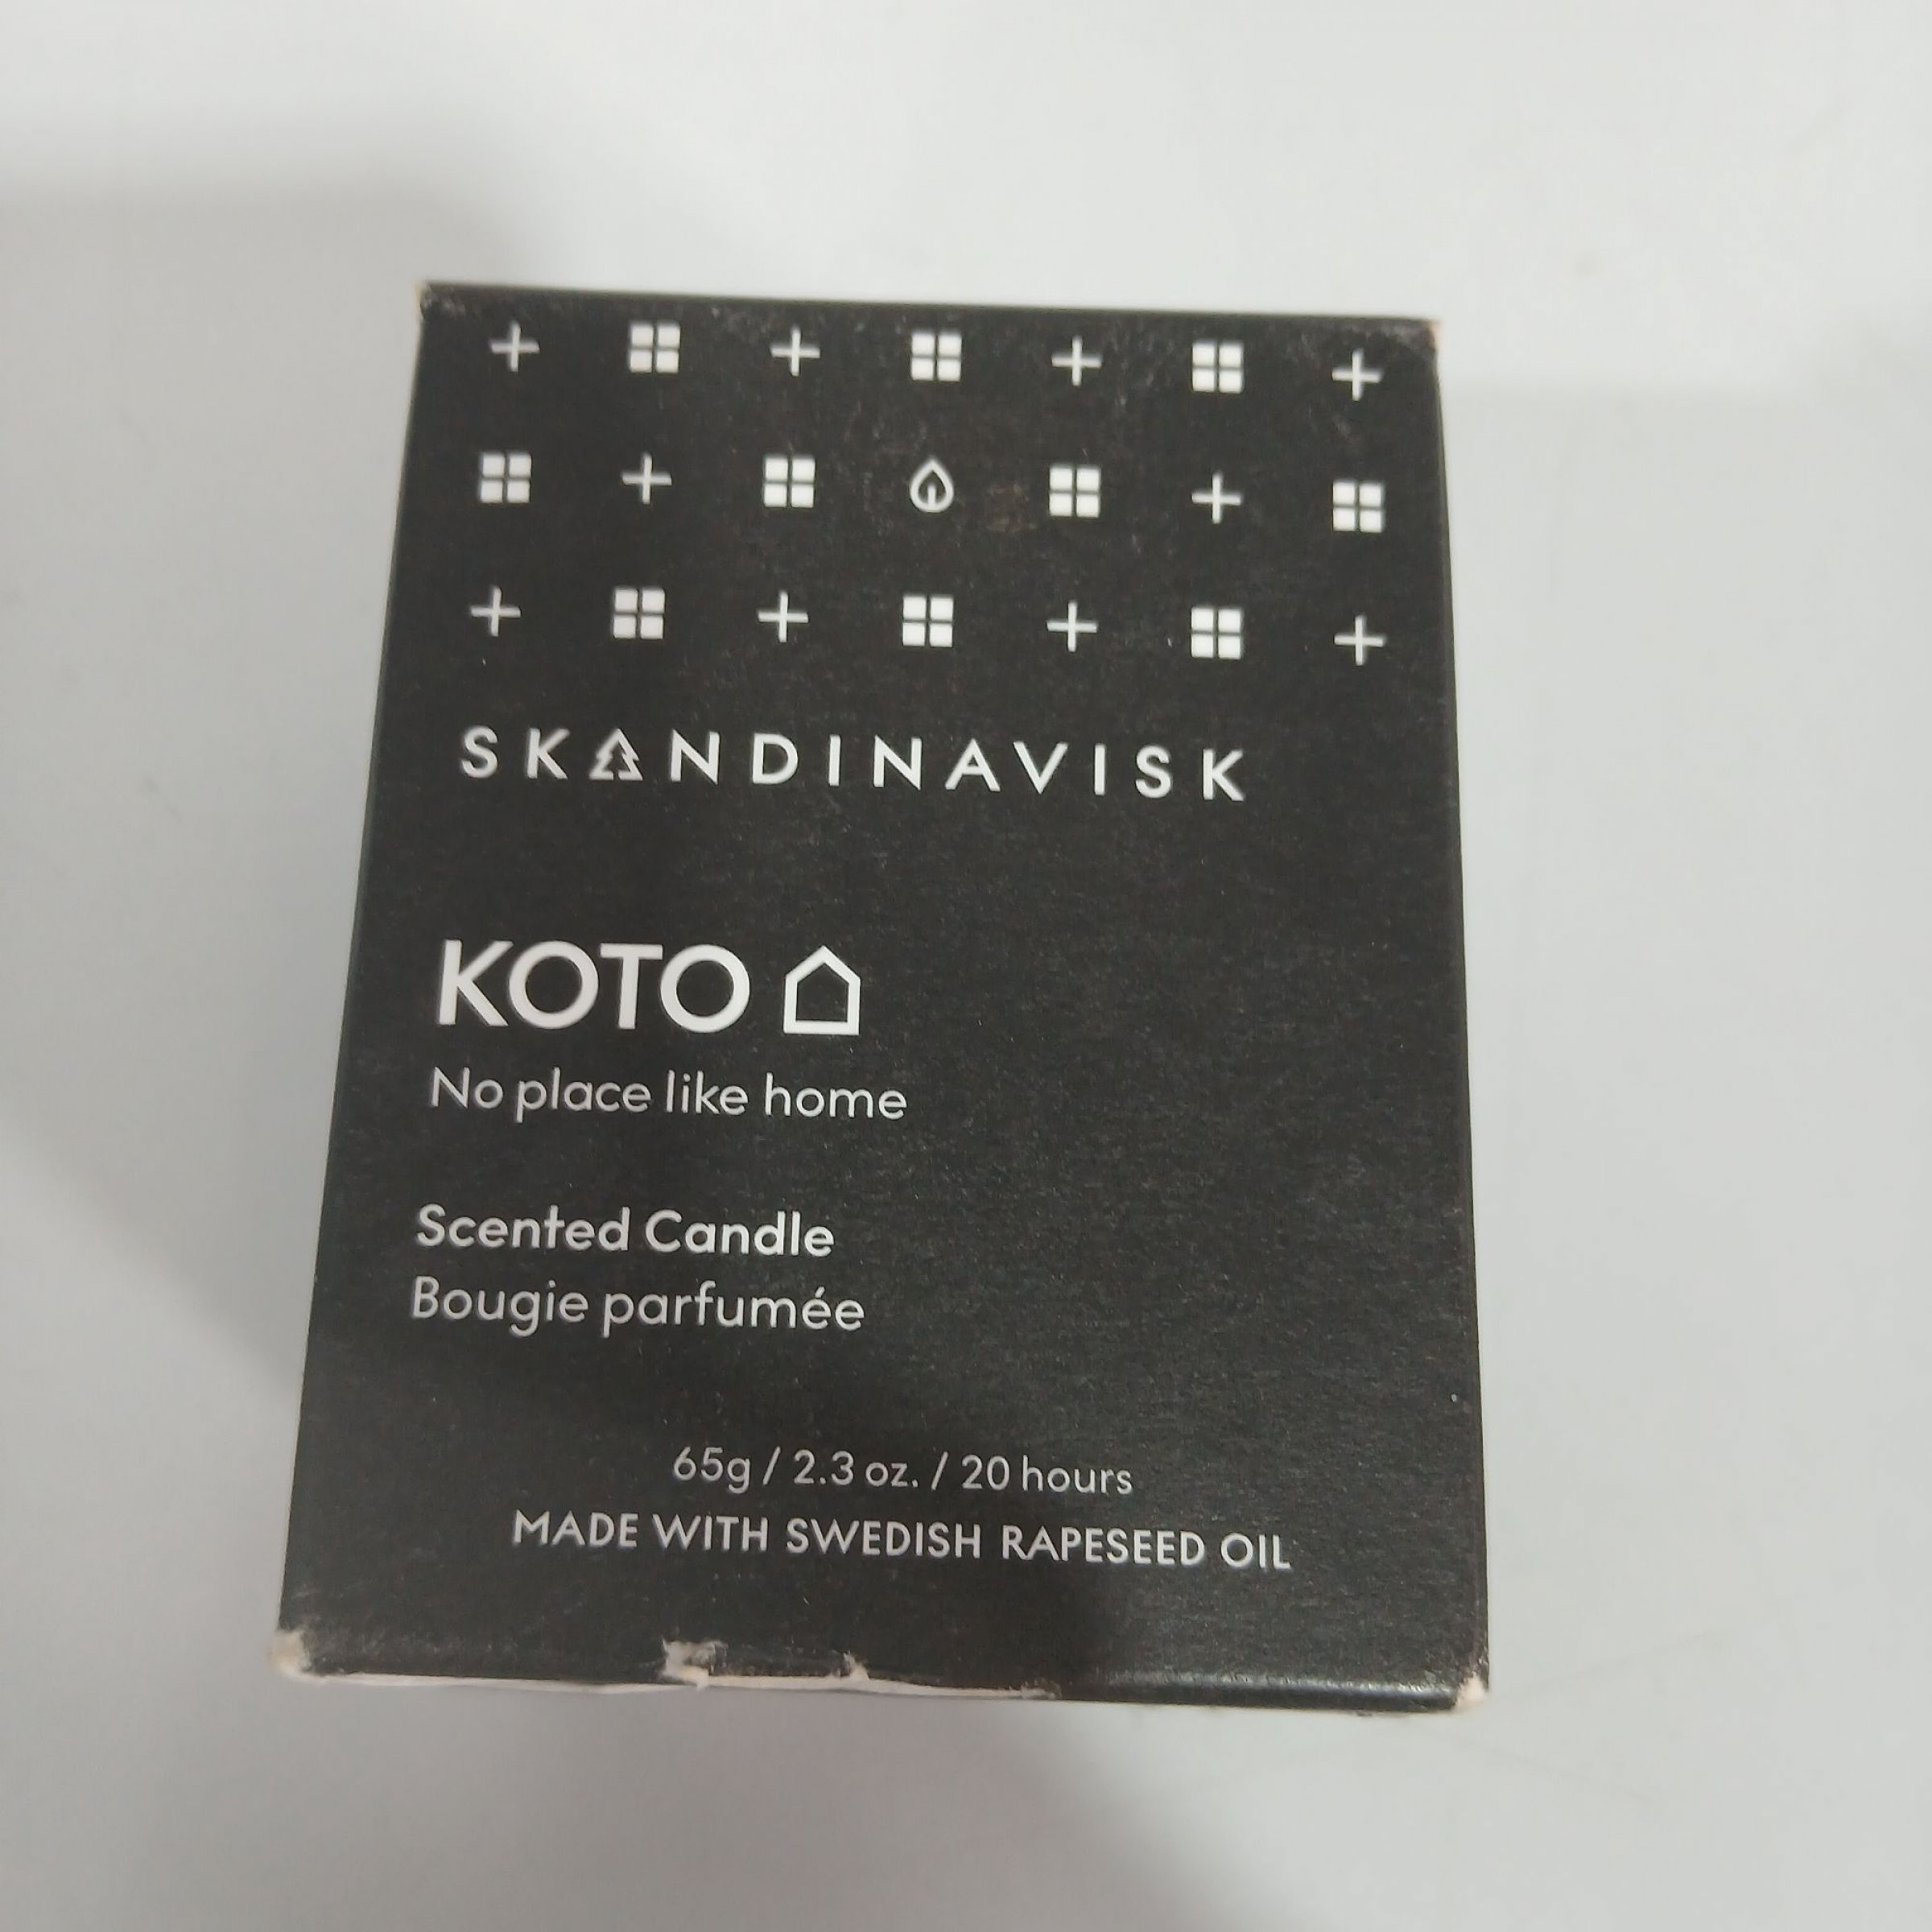 SKANDINAVISK
KOTO
No place like home
Scented Candle
Bougie parfumée
65g / 2.3 oz. / 20 hours
MADE WITH SWEDISH RAPESEED OIL